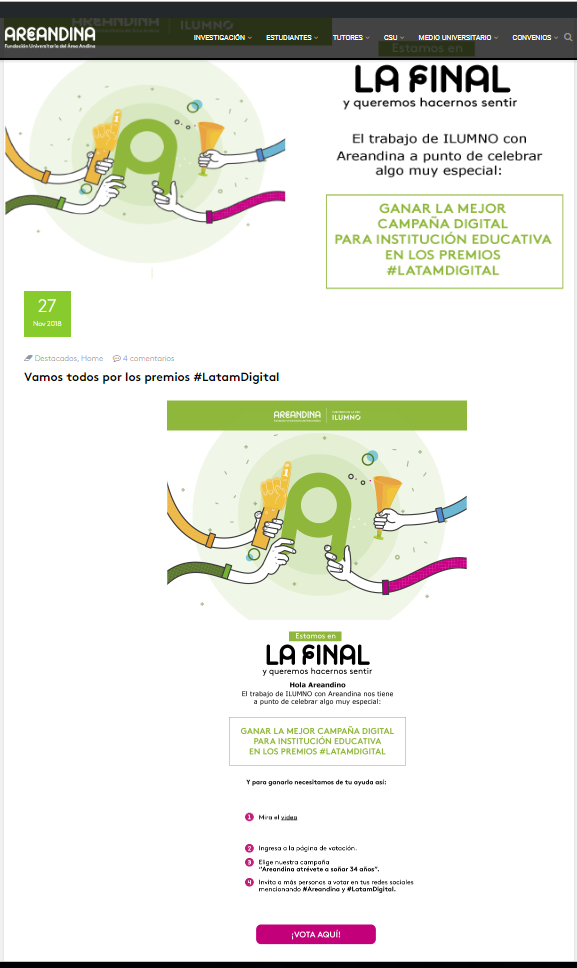 AREANDINA
Fundación Universitaria del Área Andina
ILUMNO
INVESTIGACIÓN
ESTUDIANTES
TUTORES
CSU
MEDIO UNIVERSITARIO
CONVENIOS
Estamos en
LA FINAL
y queremos hacernos sentir
El trabajo de ILUMNO con
Areandina a punto de celebrar
algo muy especial:
GANAR LA MEJOR
CAMPAÑA DIGITAL
PARA INSTITUCIÓN EDUCATIVA
EN LOS PREMIOS
#LATAMDIGITAL
27
Nov 2018
Destacados, Home 4 comentarios
Vamos todos por los premios #LatamDigital
AREANDINA
ILUMNO
Estamos en
LA FINAL
y queremos hacernos sentir
Hola Areandino
El trabajo de ILUMNO con Areandina nos tiene
a punto de celebrar algo muy especial:
GANAR LA MEJOR CAMPAÑA DIGITAL
PARA INSTITUCIÓN EDUCATIVA
EN LOS PREMIOS #LATAMDIGITAL
Y para ganarlo necesitamos de tu ayuda así:
1 Mira el video
2 Ingresa a la página de votación.
3 Elige nuestra campaña
"Areandina atrévete a soñar 34 años".
4 Invita a más personas a votar en tus redes sociales
mencionando #Areandina y #LatamDigital.
¡VOTA AQUÍ!